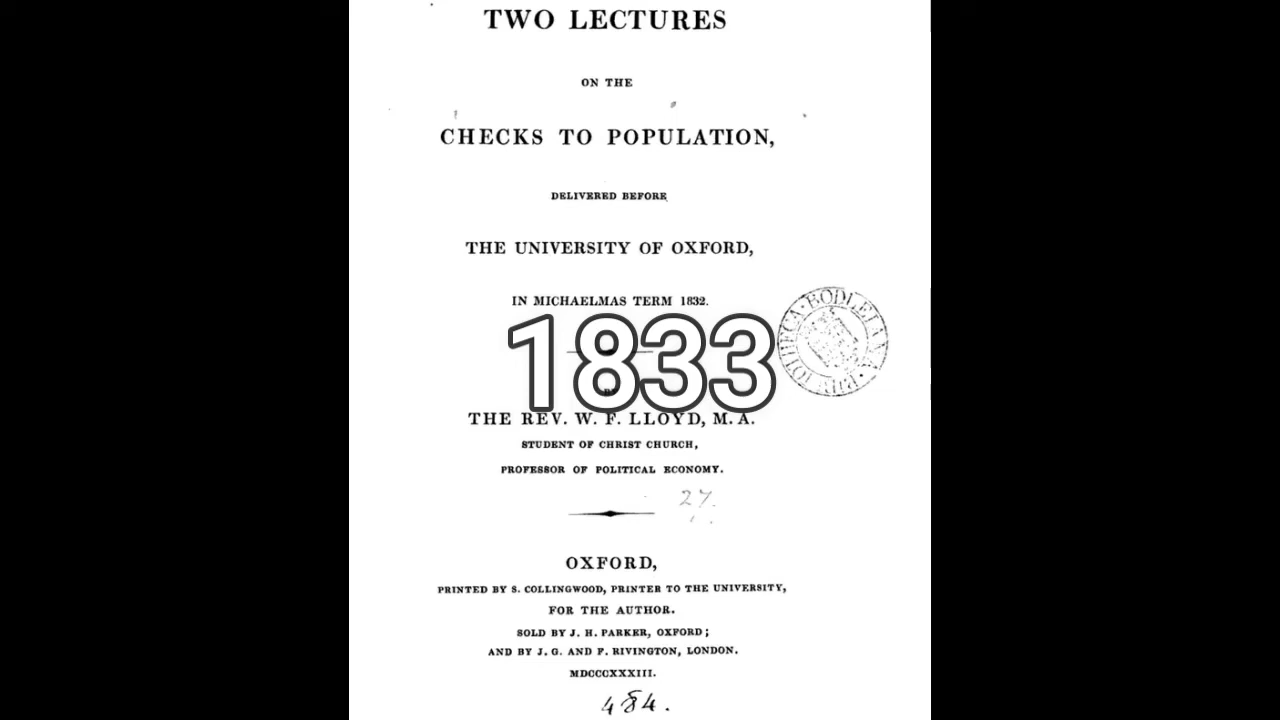 TWO LECTURES
ON THE
CHECKS TO POPULATION,
DELIVERED BEFORE
THE UNIVERSITY OF OXFORD,
IN MICHAELMAS TERM 1832.
1833
BY
THE REV. W. F. LLOYD, M. A.
STUDENT OF CHRIST CHURCH,
PROFESSOR OF POLITICAL ECONOMY.
27.
OXFORD,
PRINTED BY S. COLLINGWOOD, PRINTER TO THE UNIVERSITY,
FOR THE AUTHOR.
SOLD BY J. H. PARKER, OXFORD;
AND BY J. G. AND F. RIVINGTON, LONDON.
MDCCCXXXIII.
484.
BODLEIANA